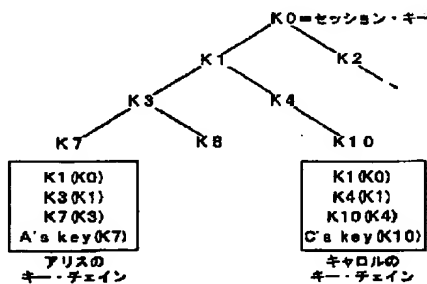 K0=セッション・キー
K1 K2
K3 K4
K7 K8 K10
K1(K0)
K3(K1)
K7(K3)
A's key(K7)
アリスの
キー・チェイン
K1(K0)
K4(K1)
K10(K4)
C's key(K10)
キャロルの
キー・チェイン